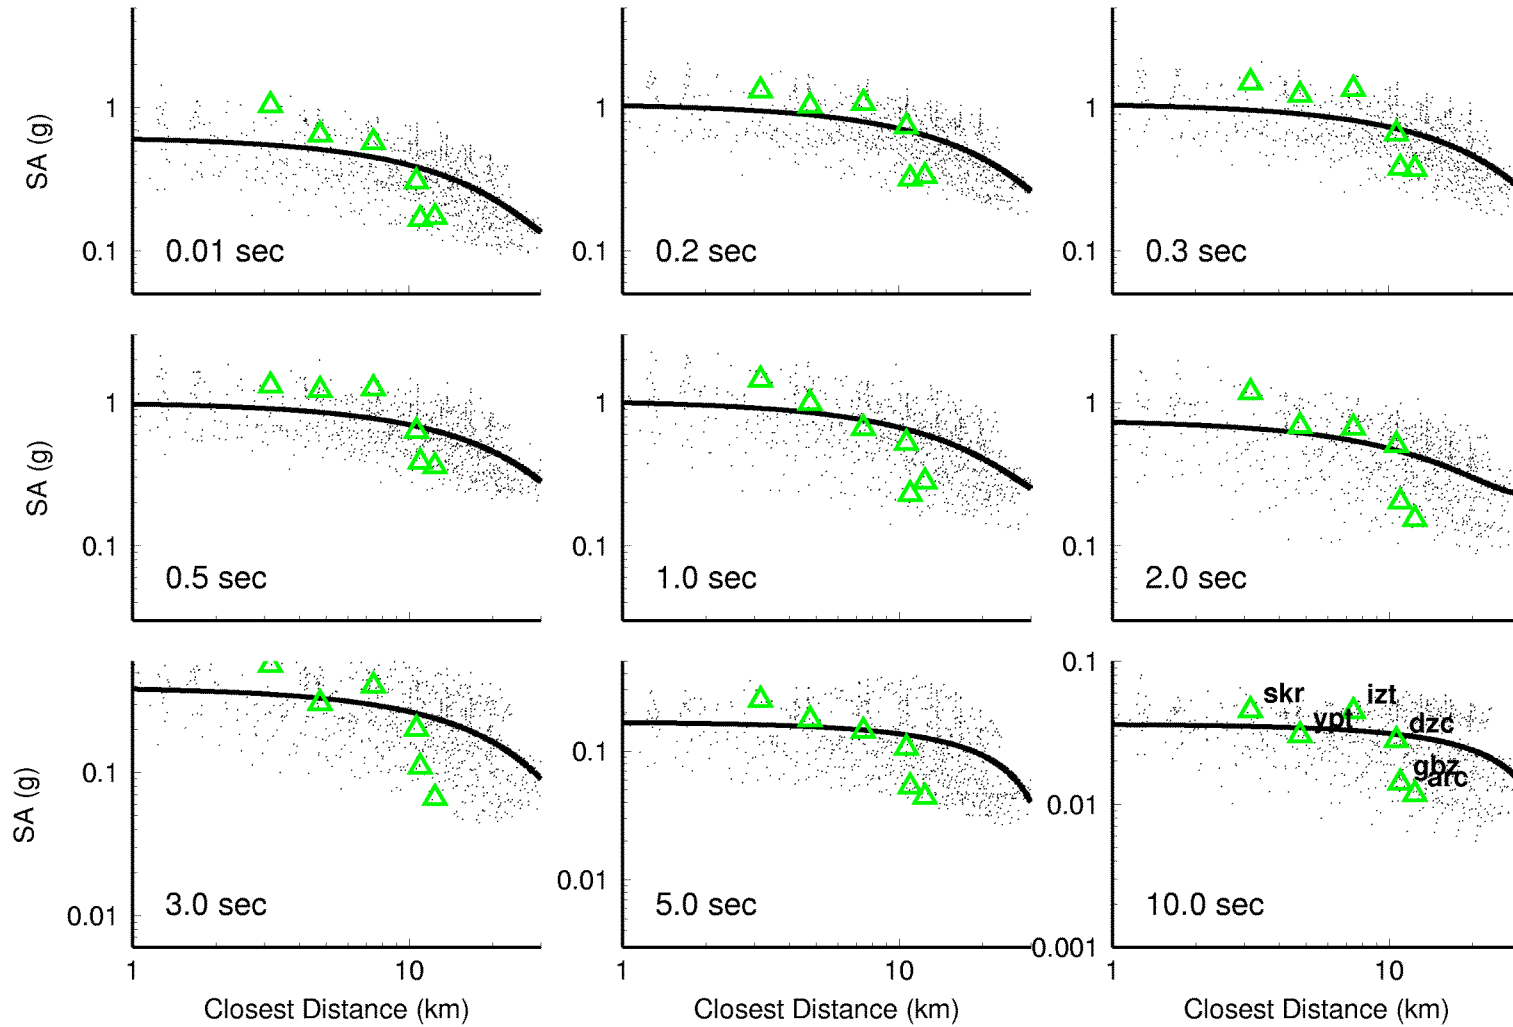 SA (g)
1
0.1
0.01 sec
1
0.1
0.2 sec
1
0.1
0.3 sec
SA (g)
1
0.1
0.5 sec
1
0.1
1.0 sec
1
0.1
2.0 sec
SA (g)
0.1
0.01
3.0 sec
1
10
Closest Distance (km)
0.1
0.01
5.0 sec
1
10
Closest Distance (km)
0.1
0.01
0.001
skr
izt
ypt
dzc
gbz
arc
10.0 sec
1
10
Closest Distance (km)